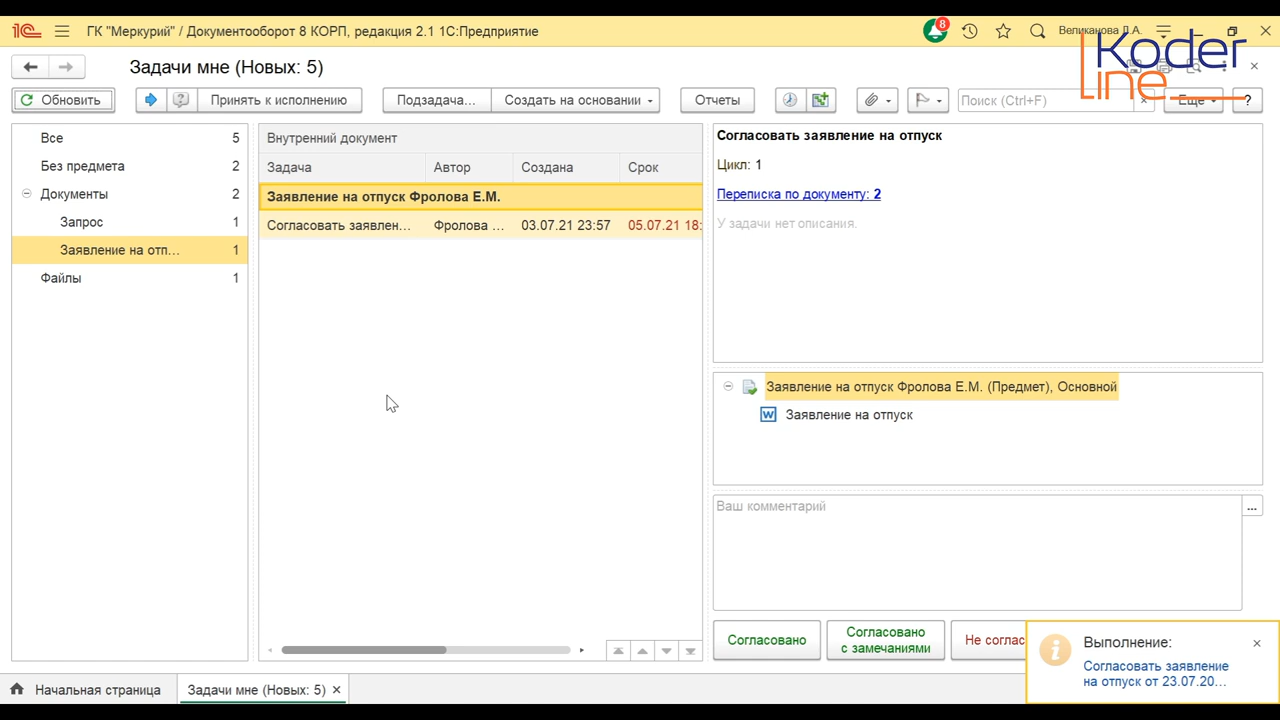 ГК "Меркурий" / Документооборот 8 КОРП, редакция 2.1 1С:Предприятие
8
Великанова Д.А.
Задачи мне (Новых: 5)
Koder
line
Обновить
Принять к исполнению
Подзадача...
Создать на основании
Отчеты
Поиск (Ctrl+F)
Еще
?
Все 5
Без предмета 2
Документы 2
Запрос 1
Заявление на отп... 1
Файлы 1
Внутренний документ
Задача Автор Создана Срок
Заявление на отпуск Фролова Е.М.
Согласовать заявлен... Фролова ... 03.07.21 23:57 05.07.21 18:
Согласовать заявление на отпуск
Цикл: 1
Переписка по документу: 2
У задачи нет описания.
Заявление на отпуск Фролова Е.М. (Предмет), Основной
W Заявление на отпуск
Ваш комментарий
...
Согласовано
Согласовано
с замечаниями
Не соглас
Выполнение:
Согласовать заявление
на отпуск от 23.07.20...
Начальная страница
Задачи мне (Новых: 5)